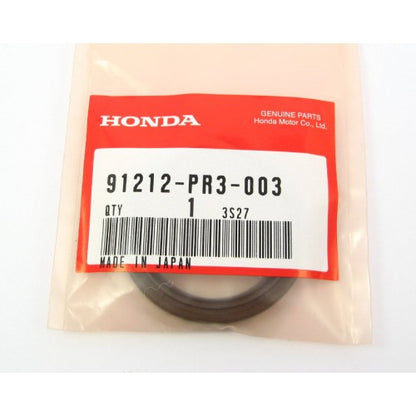 HONDA
GENUINE PARTS
Honda Motor Co., Ltd.
91212-PR3-003
QTY 1 3S27
MADE IN JAPAN